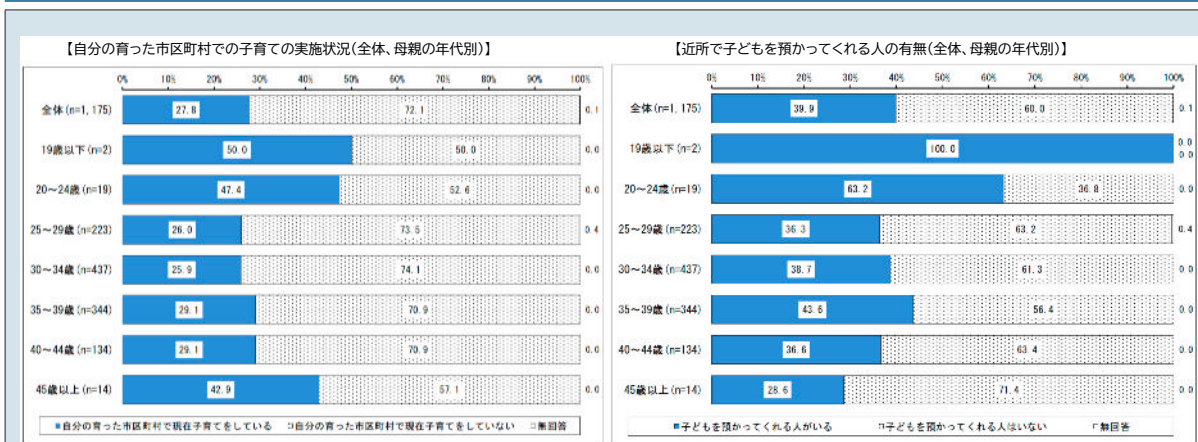 【自分の育った市区町村での子育ての実施状況(全体、母親の年代別)】
0% 10% 20% 30% 40% 50% 60% 70% 80% 90% 100%
全体(n=1,175) 27.8 72.1 0.1
19歳以下(n=2) 50.0 50.0 0.0
20～24歳(n=19) 47.4 52.6 0.0
25～29歳(n=223) 26.0 73.5 0.4
30～34歳(n=437) 25.9 74.1 0.0
35～39歳(n=344) 29.1 70.9 0.0
40～44歳(n=134) 29.1 70.9 0.0
45歳以上(n=14) 42.9 57.1 0.0
■自分の育った市区町村で現在子育てをしている □自分の育った市区町村で現在子育てをしていない □無回答
【近所で子どもを預かってくれる人の有無(全体、母親の年代別)】
0% 10% 20% 30% 40% 50% 60% 70% 80% 90% 100%
全体(n=1,175) 39.9 60.0 0.1
19歳以下(n=2) 100.0 0.0
0.0
20～24歳(n=19) 63.2 36.8 0.0
25～29歳(n=223) 36.3 63.2 0.4
30～34歳(n=437) 38.7 61.3 0.0
35～39歳(n=344) 43.6 56.4 0.0
40～44歳(n=134) 36.6 63.4 0.0
45歳以上(n=14) 28.6 71.4 0.0
■子どもを預かってくれる人がいる □子どもを預かってくれる人はいない □無回答